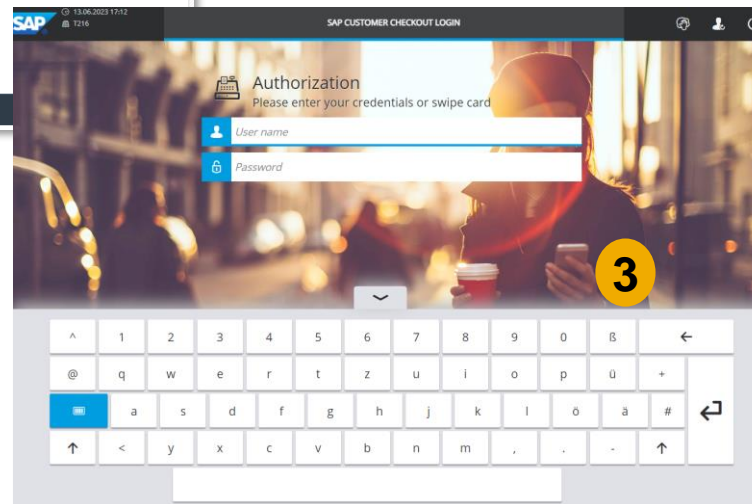 SAP
13.06.2023 17:12
T216
SAP CUSTOMER CHECKOUT LOGIN
Authorization
Please enter your credentials or swipe card
User name
Password
3
^ 1 2 3 4 5 6 7 8 9 0 ß ←
@ q w e r t z u i o p ü +
a s d f g h j k l ö ä #
↑ < y x c v b n m , . - ↑